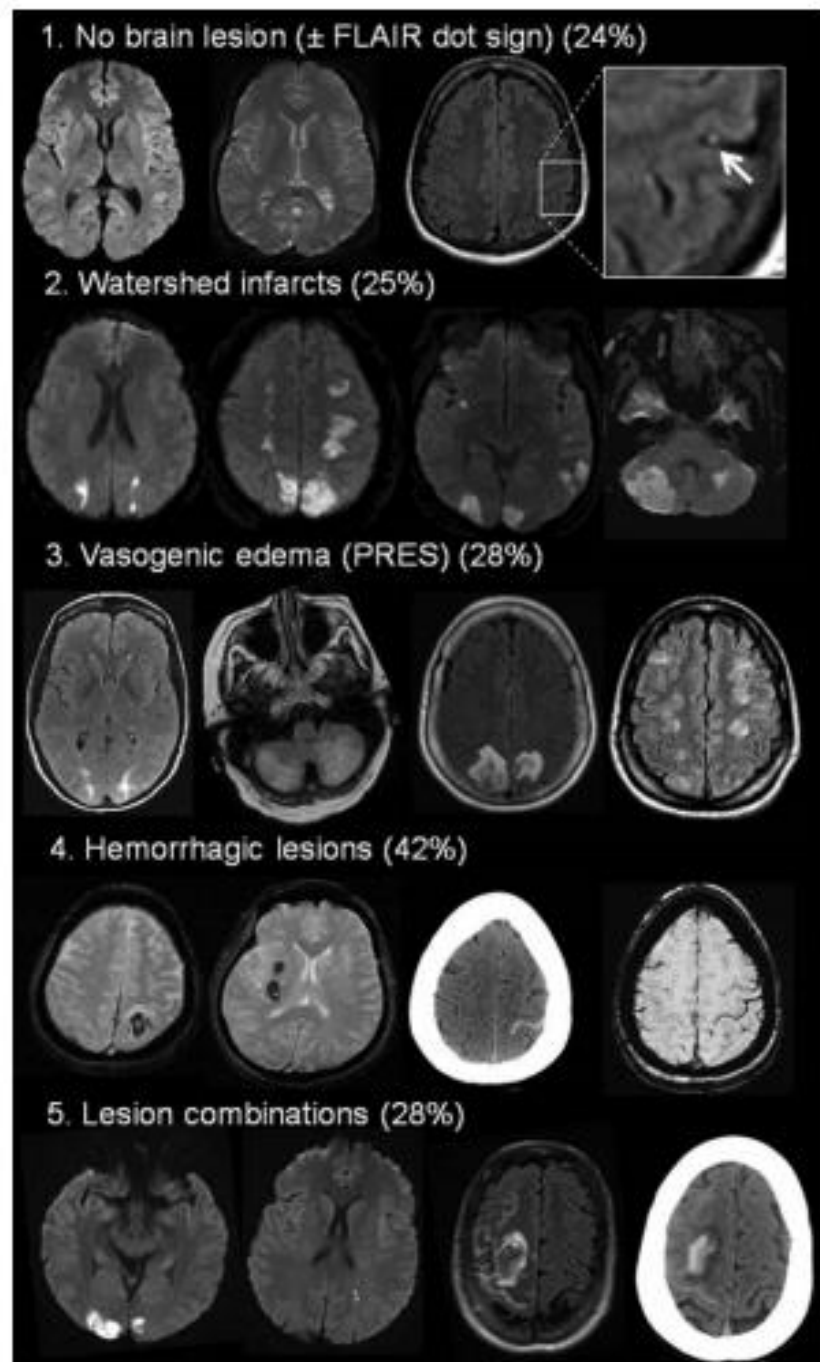 1. No brain lesion (± FLAIR dot sign) (24%)
2. Watershed infarcts (25%)
3. Vasogenic edema (PRES) (28%)
4. Hemorrhagic lesions (42%)
5. Lesion combinations (28%)